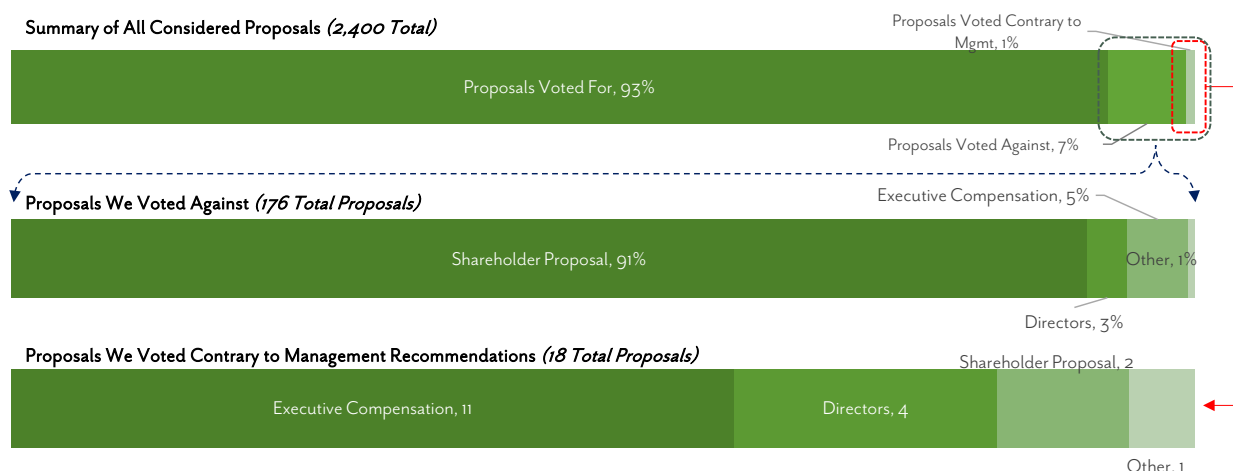 Summary of All Considered Proposals (2,400 Total)
Proposals Voted Contrary to
Mgmt, 1%
Proposals Voted For, 93%
Proposals Voted Against, 7%
Proposals We Voted Against (176 Total Proposals)
Executive Compensation, 5%
Shareholder Proposal, 91%
Other, 1%
Directors, 3%
Proposals We Voted Contrary to Management Recommendations (18 Total Proposals)
Shareholder Proposal, 2
Executive Compensation, 11
Directors, 4
Other, 1